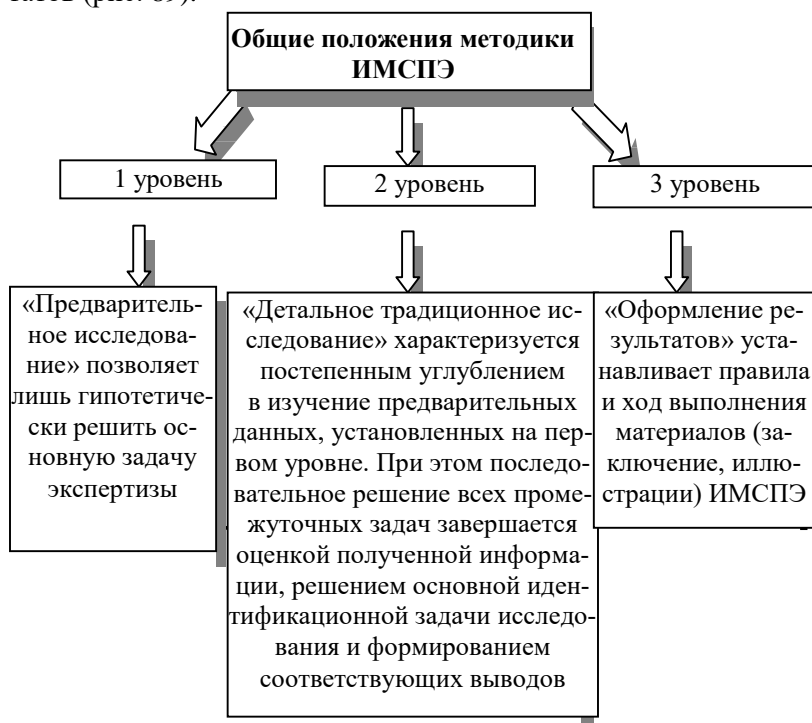 Общие положения методики
ИМСПЭ
1 уровень
2 уровень
3 уровень
«Предваритель-
ное исследова-
ние» позволяет
лишь гипотетиче-
ски решить ос-
новную задачу
экспертизы
«Детальное традиционное ис-
следование» характеризуется
постепенным углублением
в изучение предварительных
данных, установленных на пер-
вом уровне. При этом последо-
вательное решение всех проме-
жуточных задач завершается
оценкой полученной информа-
ции, решением основной иден-
тификационной задачи исследо-
вания и формированием
соответствующих выводов
«Оформление ре-
зультатов» уста-
навливает правила
и ход выполнения
материалов (за-
ключение, иллю-
страции) ИМСПЭ